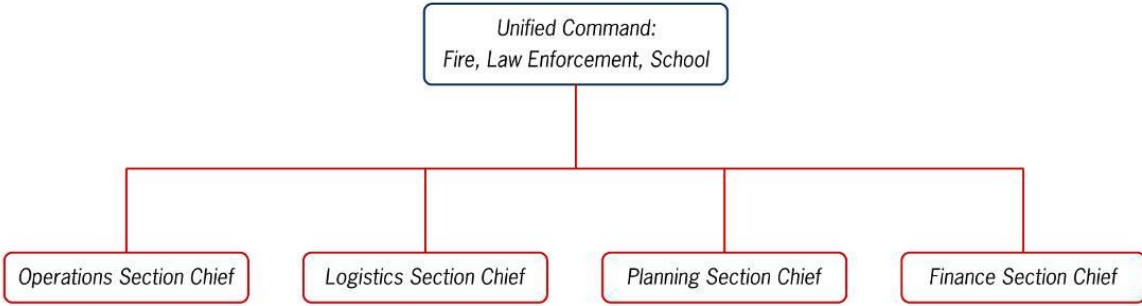 Unified Command:
Fire, Law Enforcement, School
Operations Section Chief
Logistics Section Chief
Planning Section Chief
Finance Section Chief